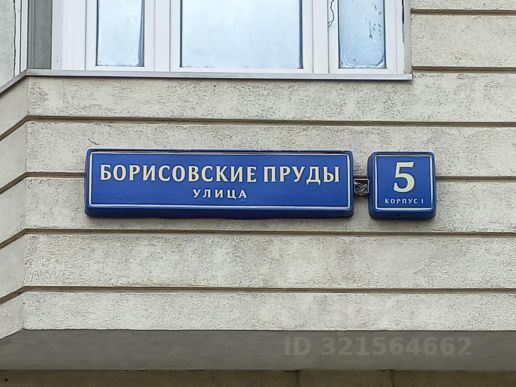 БОРИСОВСКИЕ ПРУДЫ
УЛИЦА
5
КОРПУС 1
ID 321564662